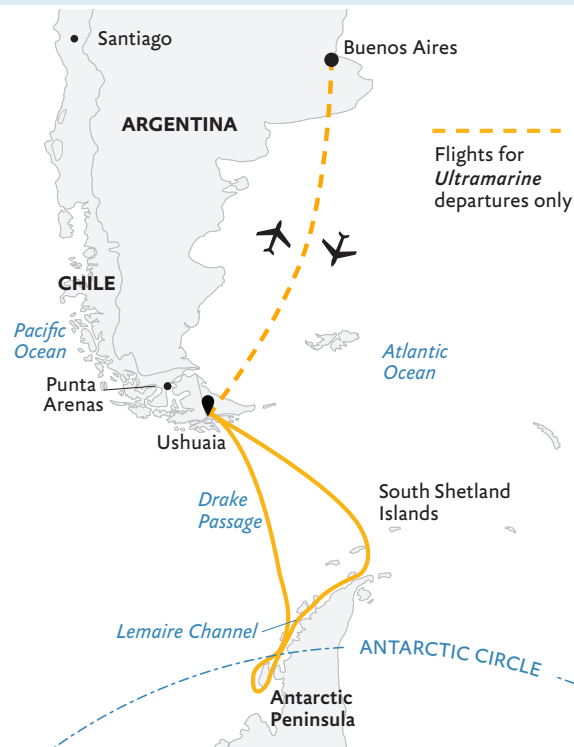 Santiago
Buenos Aires
ARGENTINA
Flights for
Ultramarine
departures only
CHILE
Pacific
Ocean
Atlantic
Ocean
Punta
Arenas
Ushuaia
Drake
Passage
South Shetland
Islands
Lemaire Channel
ANTARCTIC CIRCLE
Antarctic
Peninsula